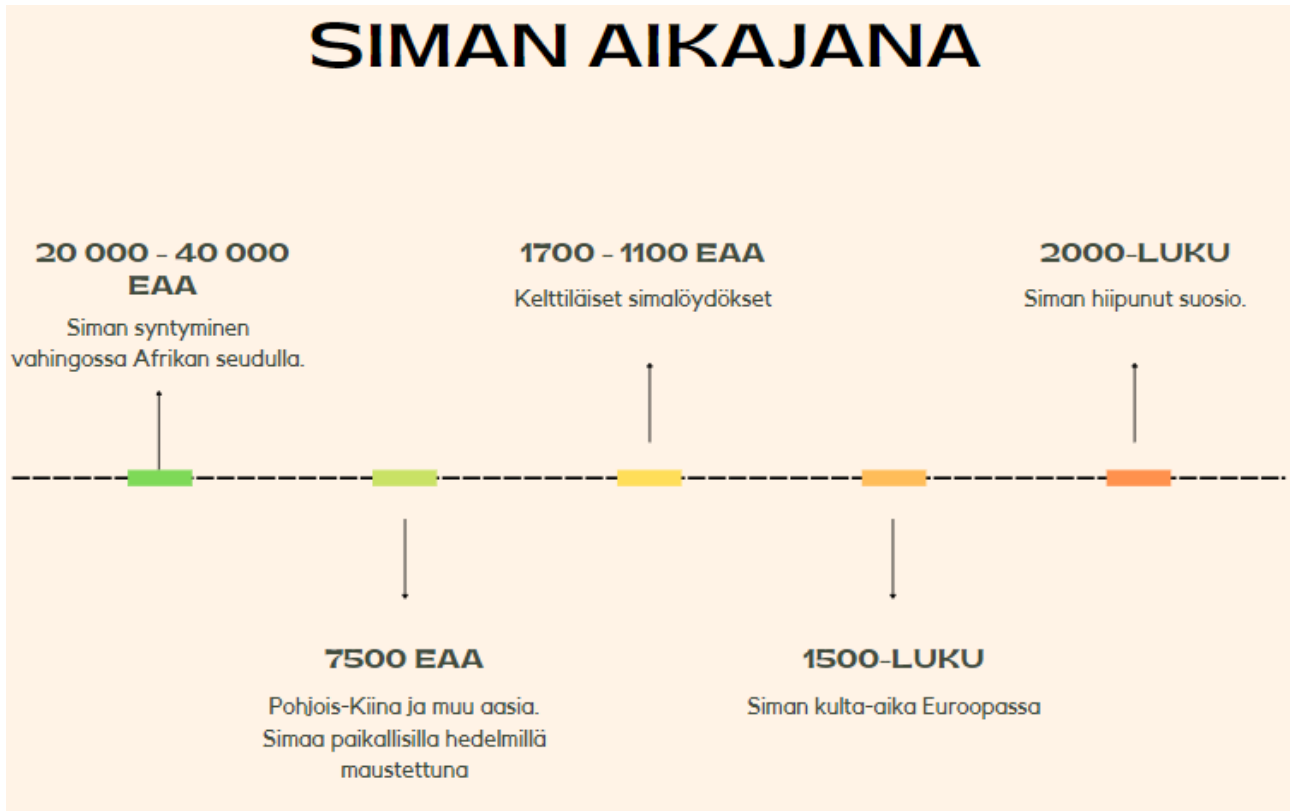 SIMAN AIKAJANA
20 000 - 40 000
EAA
Siman syntyminen
vahingossa Afrikan seudulla.
7500 EAA
Pohjois-Kiina ja muu aasia.
Simaa paikallisilla hedelmillä
maustettuna
1700 - 1100 EAA
Kelttiläiset simalöydökset
1500-LUKU
Siman kulta-aika Euroopassa
2000-LUKU
Siman hiipunut suosio.